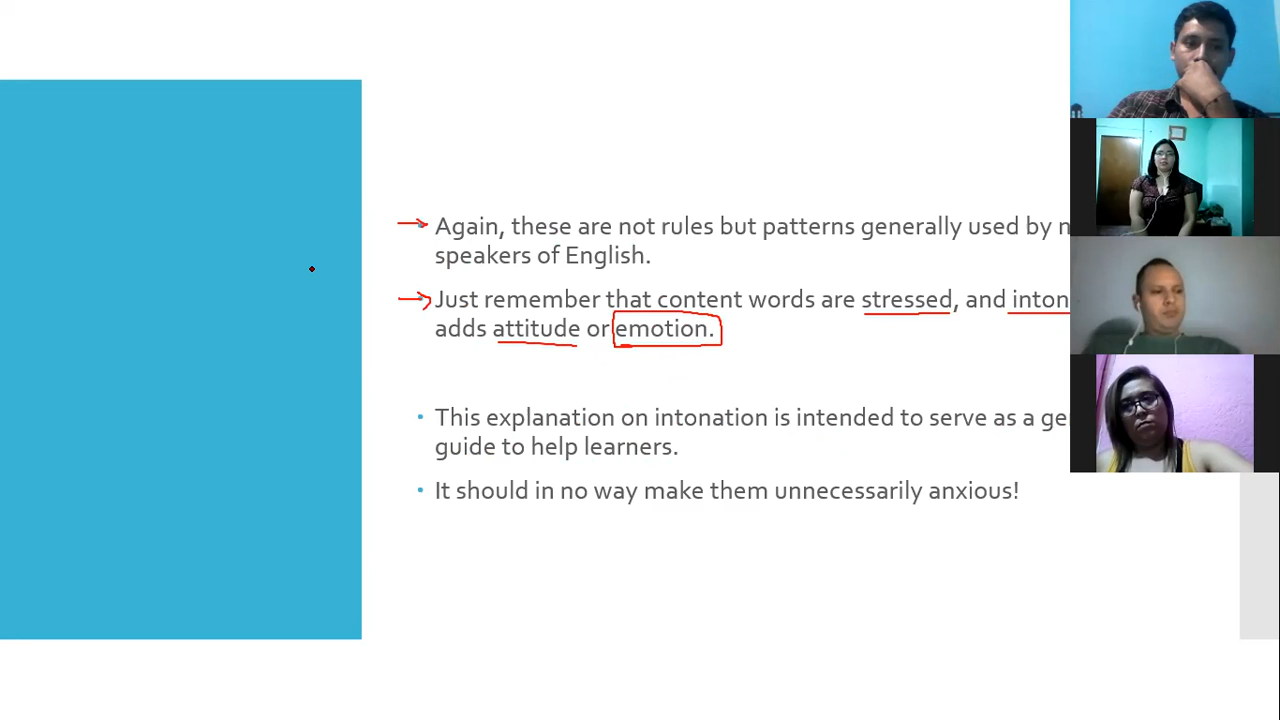 Again, these are not rules but patterns generally used by
speakers of English.
Just remember that content words are stressed, and
adds attitude or emotion.
This explanation on intonation is intended to serve as a
guide to help learners.
It should in no way make them unnecessarily anxious!